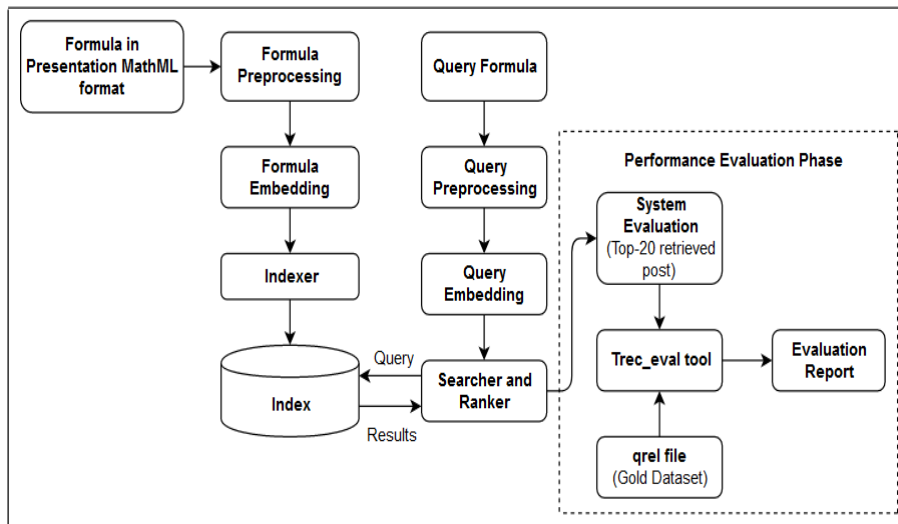 Formula in
Presentation MathML
format
Formula
Preprocessing
Query Formula
Formula
Embedding
Query
Preprocessing
Indexer
Query
Embedding
Index
Query
Results
Searcher and
Ranker
Performance Evaluation Phase
System
Evaluation
(Top-20 retrieved
post)
Trec_eval tool
Evaluation
Report
qrel file
(Gold Dataset)